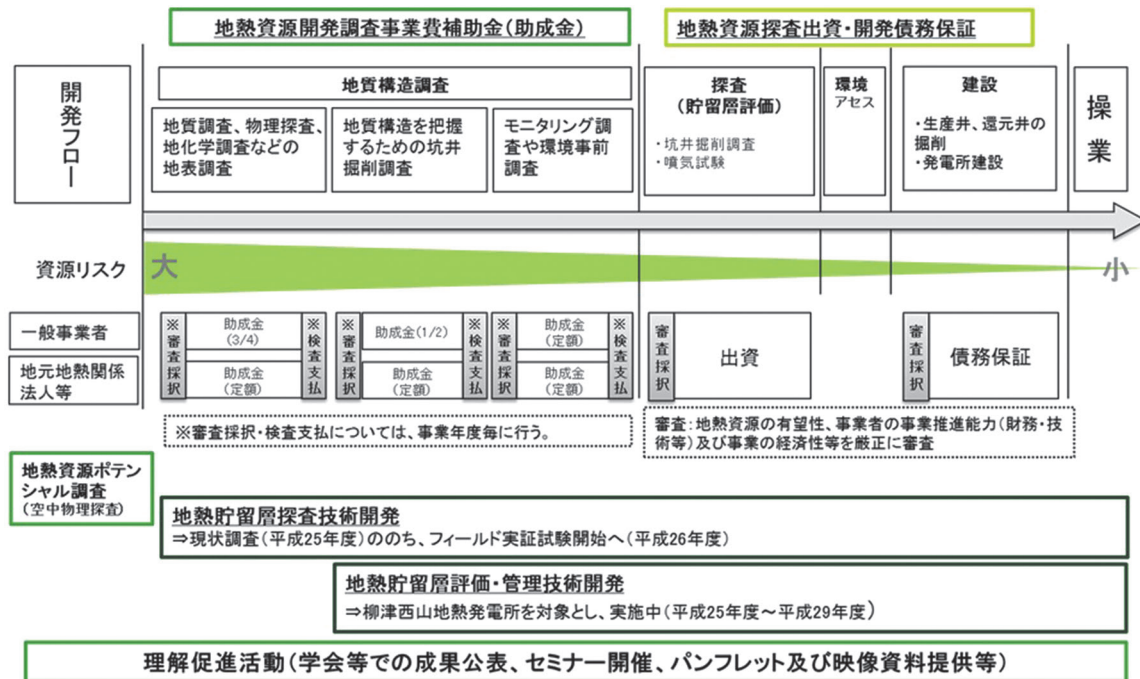 地熱資源開発調査事業費補助金(助成金)
地熱資源探査出資・開発債務保証
開発フロー
地質構造調査
地質調査、物理探査、
地化学調査などの
地表調査
地質構造を把握
するための坑井
掘削調査
モニタリング調
査や環境事前
調査
探査
(貯留層評価)
・坑井掘削調査
・噴気試験
環境
アセス
建設
・生産井、還元井の
掘削
・発電所建設
操業
資源リスク
大
小
一般事業者
地元地熱関係
法人等
※審査採択
助成金
(3/4)
助成金
(定額)
※検査支払
※審査採択
助成金(1/2)
助成金
(定額)
※検査支払
※審査採択
助成金
(定額)
助成金
(定額)
※検査支払
審査採択
出資
審査採択
債務保証
※審査採択・検査支払については、事業年度毎に行う。
審査:地熱資源の有望性、事業者の事業推進能力(財務・技
術等)及び事業の経済性等を厳正に審査
地熱資源ポテン
シャル調査
(空中物理探査)
地熱貯留層探査技術開発
⇒現状調査(平成25年度)ののち、フィールド実証試験開始へ(平成26年度)
地熱貯留層評価・管理技術開発
⇒柳津西山地熱発電所を対象とし、実施中(平成25年度~平成29年度)
理解促進活動(学会等での成果公表、セミナー開催、パンフレット及び映像資料提供等)